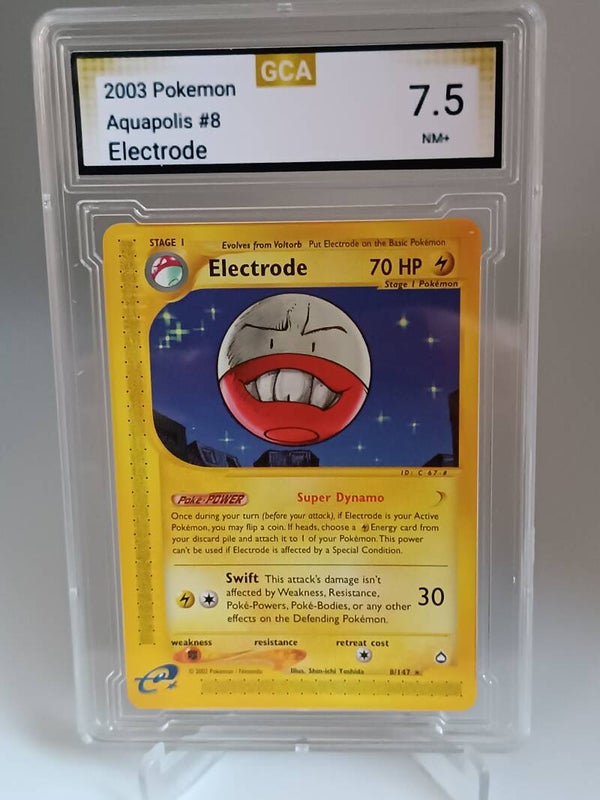 GCA
2003 Pokemon
Aquapolis #8
Electrode
7.5
NM+
STAGE 1
Evolves from Voltorb Put Electrode on the Basic Pokémon
Electrode 70 HP
Stage 1 Pokémon
ID: C-67-#
Poké-POWER Super Dynamo
Once during your turn (before your attack), if Electrode is your Active
Pokémon, you may flip a coin. If heads, choose a Energy card from
your discard pile and attach it to 1 of your Pokémon. This power
can't be used if Electrode is affected by a Special Condition.
Swift This attack's damage isn't
affected by Weakness, Resistance,
Poké-Powers, Poké-Bodies, or any other
effects on the Defending Pokémon.
30
weakness resistance retreat cost
© 2002 Pokémon · Nintendo Illus. Shin-ichi Yoshida 8/147
e